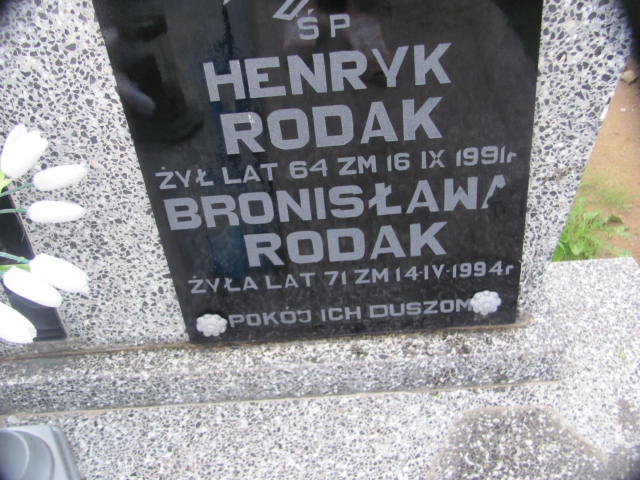 ŚP
HENRYK
RODAK
ŻYŁ LAT 64 ZM 16 IX 1991r
BRONISŁAWA
RODAK
ŻYŁA LAT 71 ZM 14·IV·1994r
POKÓJ ICH DUSZOM